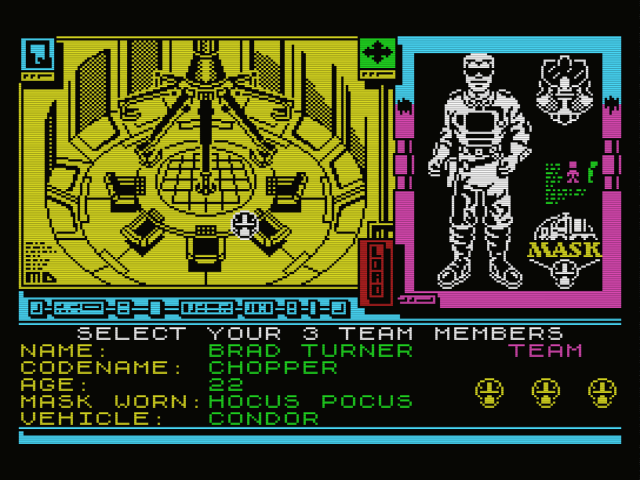 LOAD
MASK
SELECT YOUR 3 TEAM MEMBERS
NAME: BRAD TURNER TEAM
CODENAME: CHOPPER
AGE: 22
MASK WORN: HOCUS POCUS
VEHICLE: CONDOR